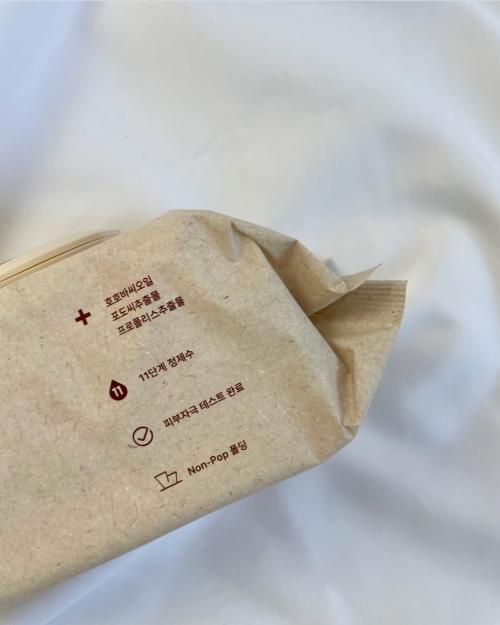 호호바씨오일
포도씨추출물
프로폴리스추출물
11
11단계 정제수
피부자극 테스트 완료
Non-Pop 폴딩